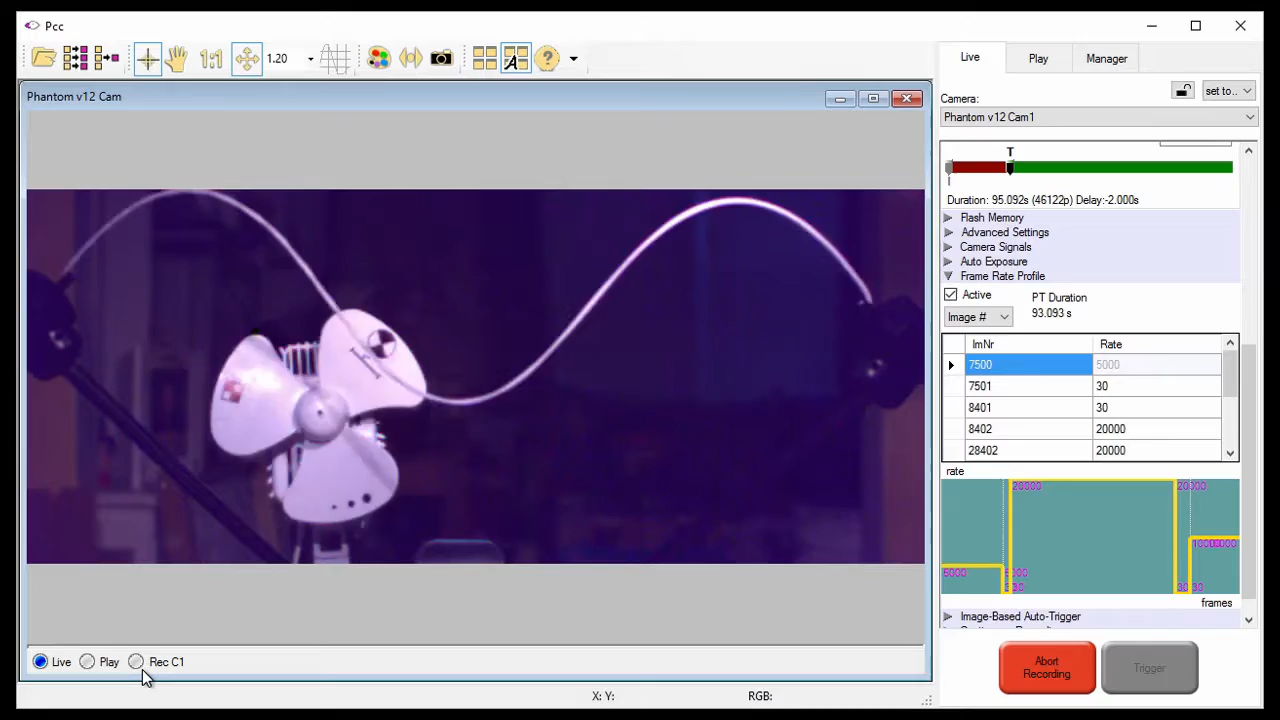 Pcc
1:1
1.20
A
?
Live
Play
Manager
Phantom v12 Cam
set to..
Camera:
Phantom v12 Cam1
T
I
Duration: 95.092s (46122p) Delay:-2.000s
Flash Memory
Advanced Settings
Camera Signals
Auto Exposure
Frame Rate Profile
Active
PT Duration
93.093 s
Image #
ImNr Rate
7500 5000
7501 30
8401 30
8402 20000
28402 20000
rate
20000
5000
30
frames
Image-Based Auto-Trigger
Abort
Recording
Trigger
Live
Play
Rec C1
X: Y:
RGB: